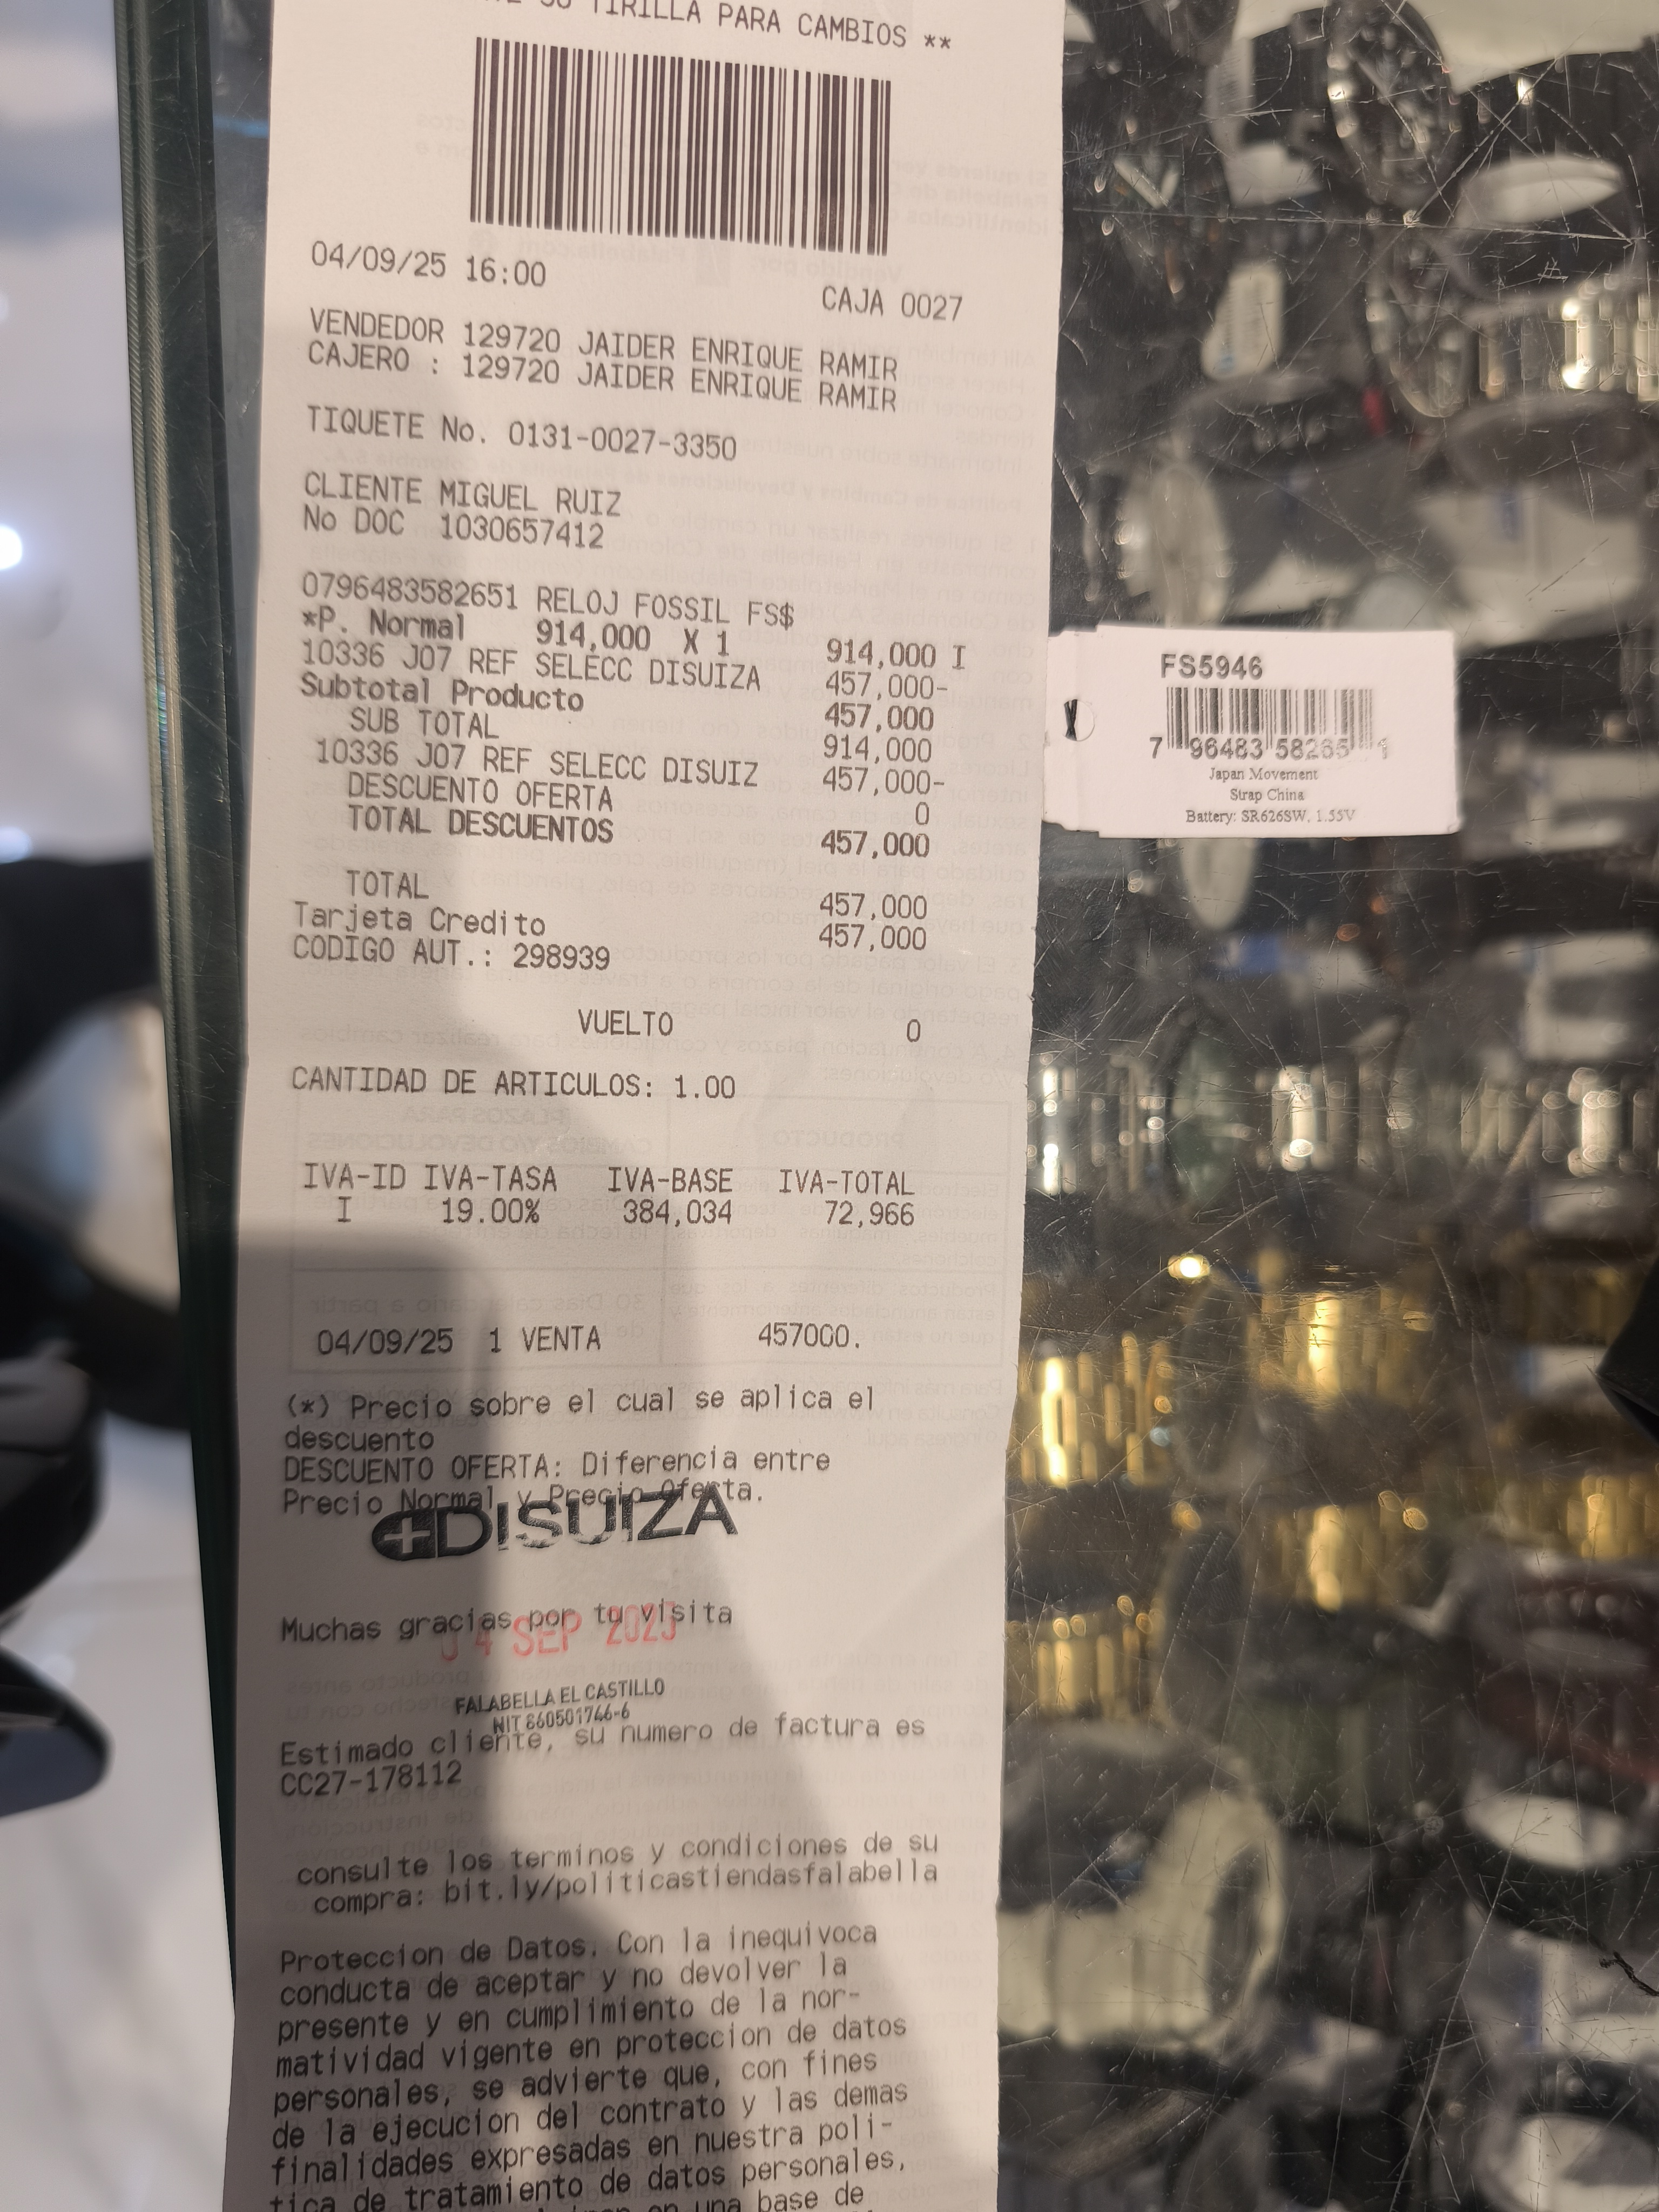 SU TIRILLA PARA CAMBIOS **
04/09/25 16:00
CAJA 0027
VENDEDOR 129720 JAIDER ENRIQUE RAMIR
CAJERO : 129720 JAIDER ENRIQUE RAMIR
TIQUETE No. 0131-0027-3350
CLIENTE MIGUEL RUIZ
No DOC 1030657412
0796483582651 RELOJ FOSSIL FS$
*P. Normal 914,000 X 1 914,000 I
10336 J07 REF SELECC DISUIZA 457,000-
Subtotal Producto 457,000
SUB TOTAL 914,000
10336 J07 REF SELECC DISUIZ 457,000-
DESCUENTO OFERTA 0
TOTAL DESCUENTOS 457,000
TOTAL 457,000
Tarjeta Credito 457,000
CODIGO AUT.: 298939
VUELTO 0
CANTIDAD DE ARTICULOS: 1.00
IVA-ID IVA-TASA IVA-BASE IVA-TOTAL
I 19.00% 384,034 72,966
04/09/25 1 VENTA 457000.
(*) Precio sobre el cual se aplica el
descuento
DESCUENTO OFERTA: Diferencia entre
Precio Normal y Precio Oferta.
DISUIZA
Muchas gracias por tu visita
04 SEP 2025
FALABELLA EL CASTILLO
NIT 860501746-6
Estimado cliente, su numero de factura es
CC27-178112
consulte los terminos y condiciones de su
compra: bit.ly/politicastiendasfalabella
Proteccion de Datos. Con la inequivoca
conducta de aceptar y no devolver la
presente y en cumplimiento de la nor-
matividad vigente en proteccion de datos
personales, se advierte que, con fines
de la ejecucion del contrato y las demas
finalidades expresadas en nuestra poli-
tica de tratamiento de datos personales,
en una base de
FS5946
7 96483 58265 1
Japan Movement
Strap China
Battery: SR626SW, 1.55V